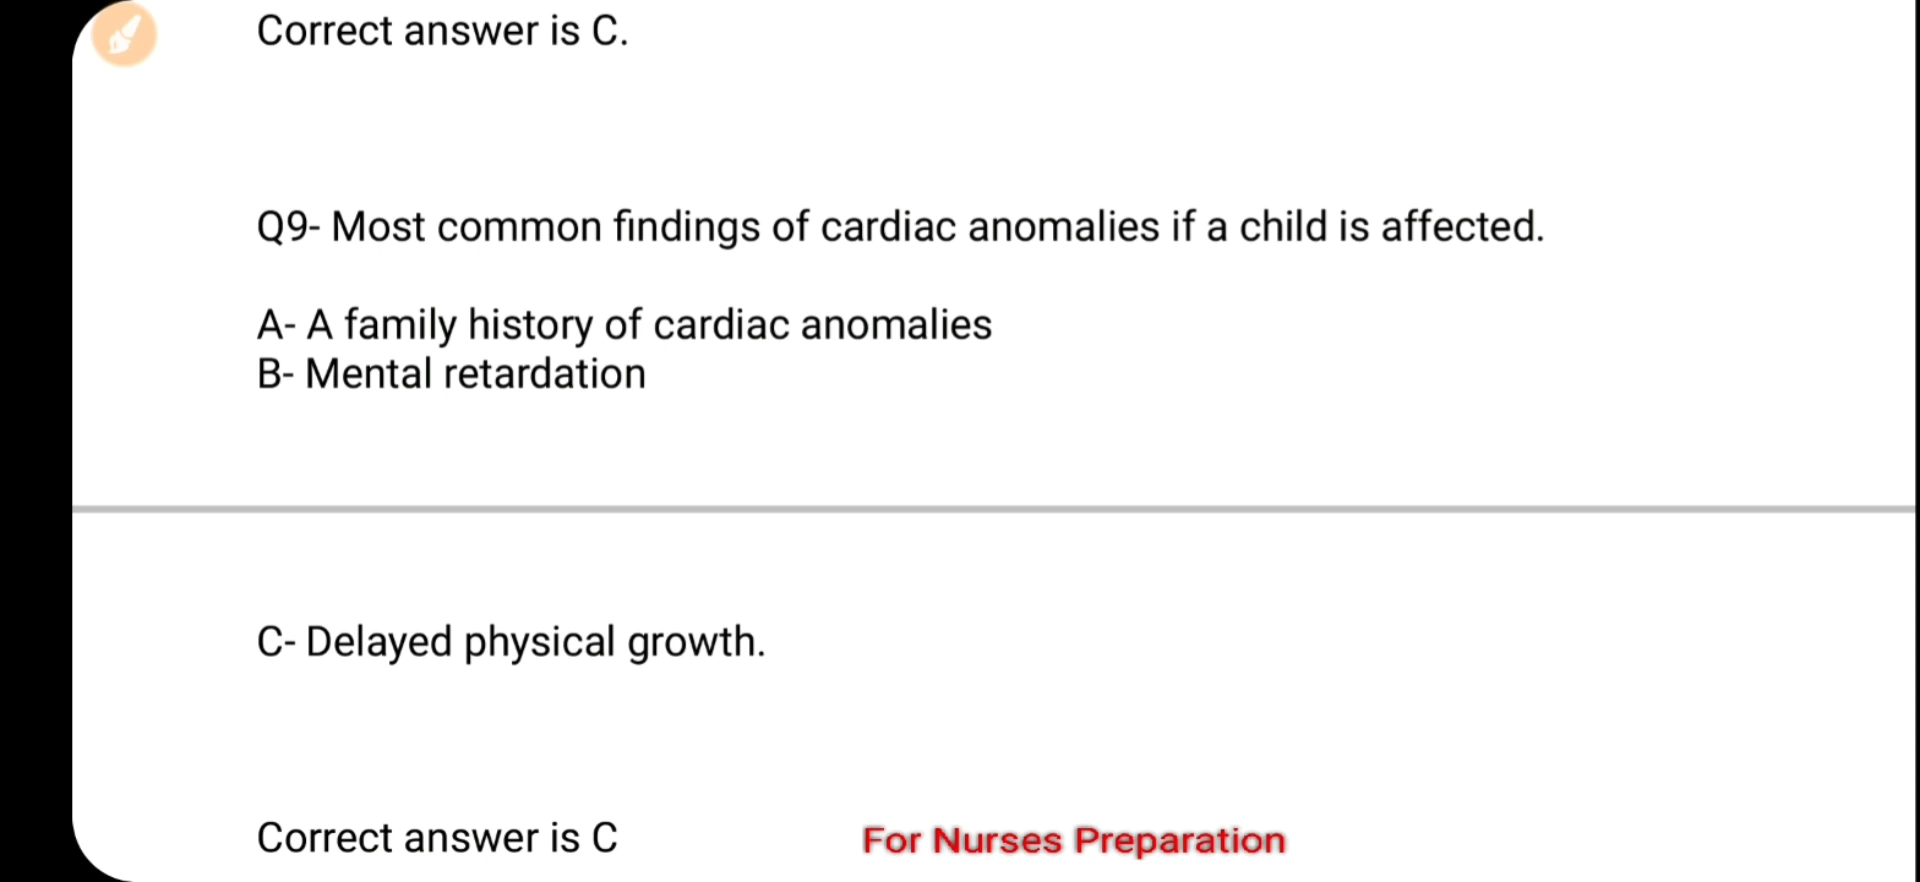 Correct answer is C.
Q9- Most common findings of cardiac anomalies if a child is affected.
A- A family history of cardiac anomalies
B- Mental retardation
C- Delayed physical growth.
Correct answer is C
For Nurses Preparation